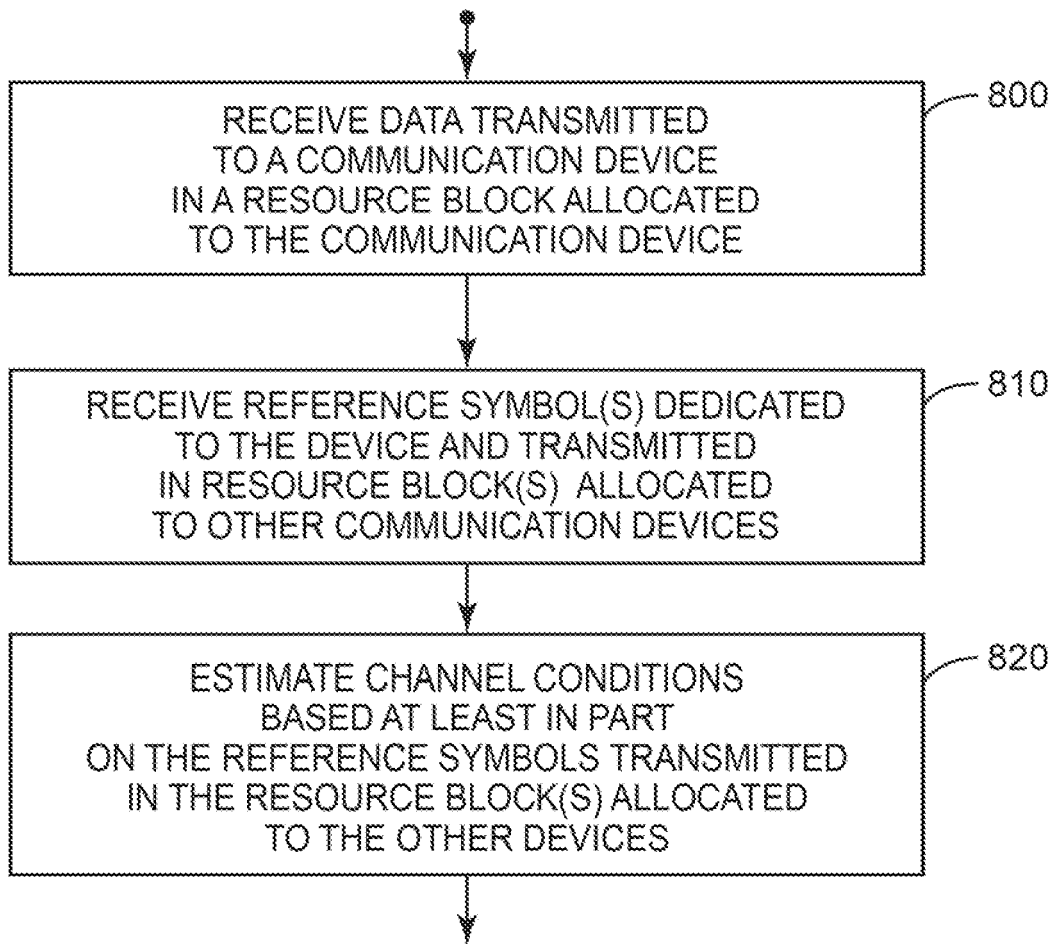 800
RECEIVE DATA TRANSMITTED
TO A COMMUNICATION DEVICE
IN A RESOURCE BLOCK ALLOCATED
TO THE COMMUNICATION DEVICE
810
RECEIVE REFERENCE SYMBOL(S) DEDICATED
TO THE DEVICE AND TRANSMITTED
IN RESOURCE BLOCK(S) ALLOCATED
TO OTHER COMMUNICATION DEVICES
820
ESTIMATE CHANNEL CONDITIONS
BASED AT LEAST IN PART
ON THE REFERENCE SYMBOLS TRANSMITTED
IN THE RESOURCE BLOCK(S) ALLOCATED
TO THE OTHER DEVICES